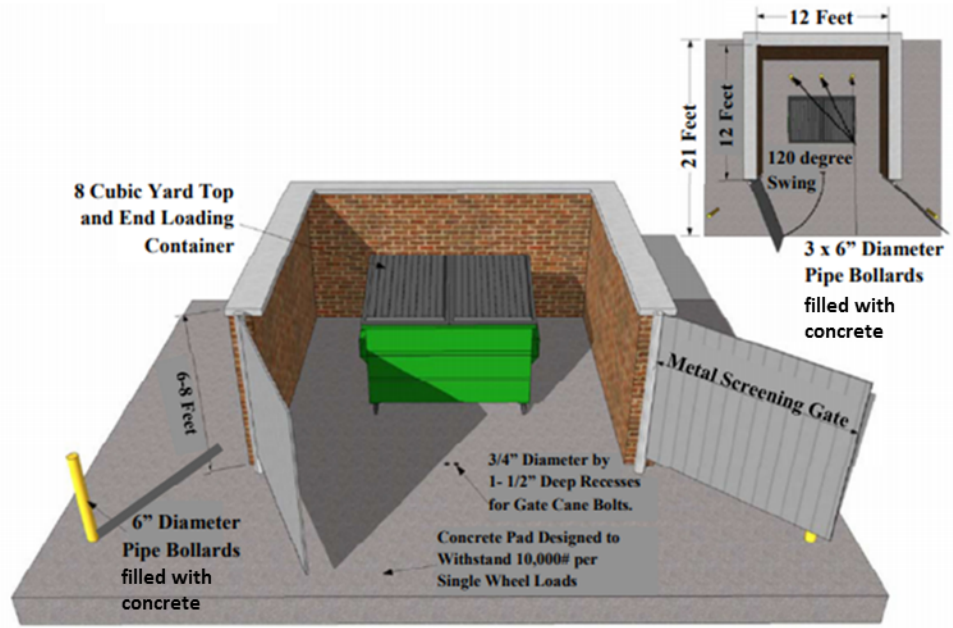 12 Feet
21 Feet
12 Feet
120 degree
Swing
3 x 6” Diameter
Pipe Bollards
filled with
concrete
8 Cubic Yard Top
and End Loading
Container
6-8 Feet
Metal Screening Gate
3/4” Diameter by
1- 1/2” Deep Recesses
for Gate Cane Bolts.
6” Diameter
Pipe Bollards
filled with
concrete
Concrete Pad Designed to
Withstand 10,000# per
Single Wheel Loads